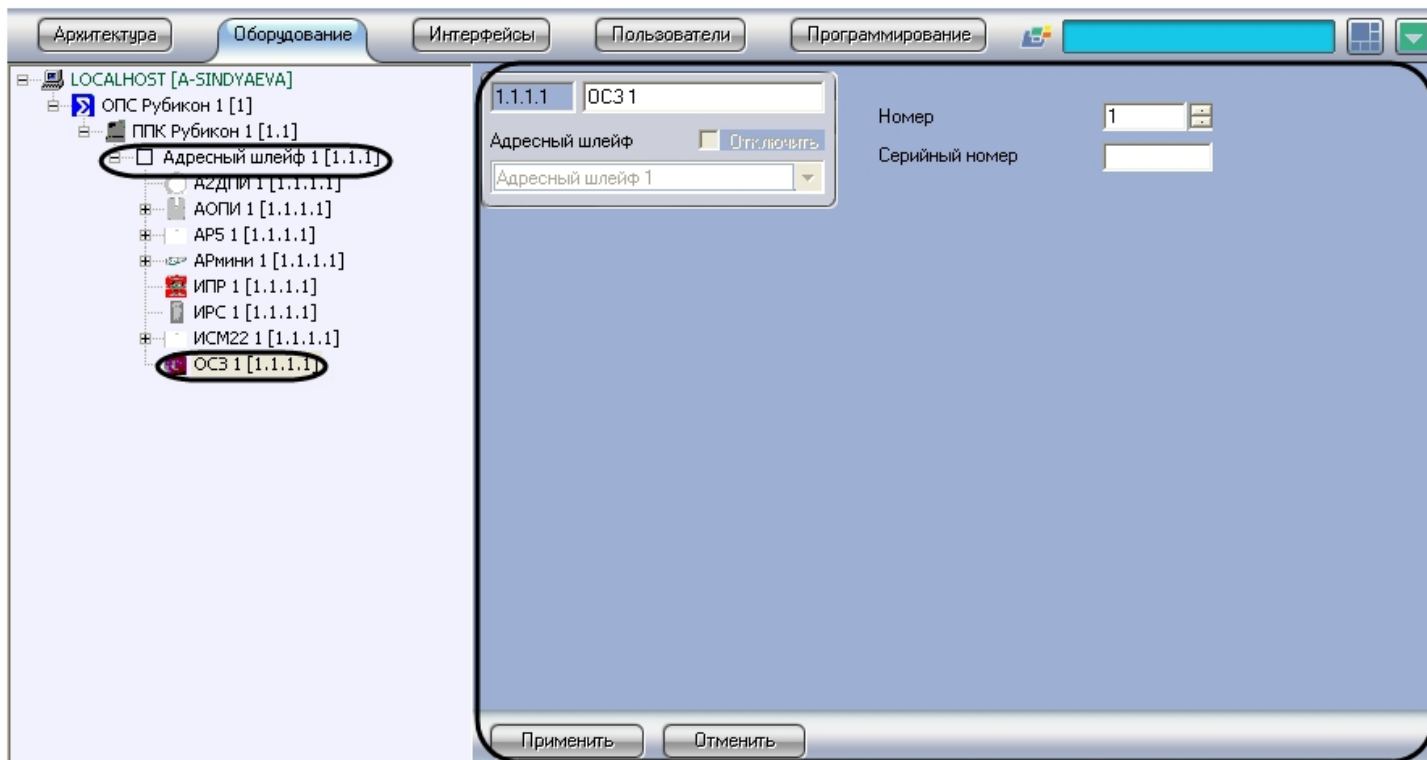 Архитектура Оборудование Интерфейсы Пользователи Программирование
LOCALHOST [A-SINDYAEVA]
ОПС Рубикон 1 [1]
ППК Рубикон 1 [1.1]
Адресный шлейф 1 [1.1.1]
А2ДПИ 1 [1.1.1.1]
АОПИ 1 [1.1.1.1]
АР5 1 [1.1.1.1]
АРмини 1 [1.1.1.1]
ИПР 1 [1.1.1.1]
ИРС 1 [1.1.1.1]
ИСМ22 1 [1.1.1.1]
ОСЗ 1 [1.1.1.1]
1.1.1.1 ОСЗ 1
Адресный шлейф Отключить
Адресный шлейф 1
Номер 1
Серийный номер
Применить Отменить